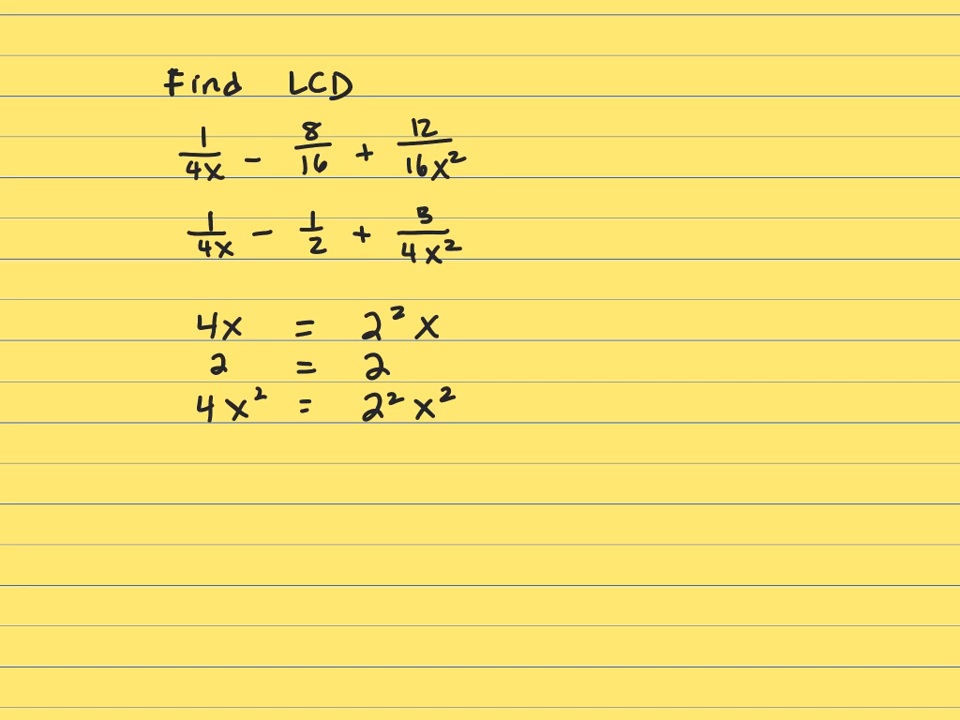 Find LCD
1/4x - 8/16 + 12/16x²
1/4x - 1/2 + 3/4x²
4x = 2²x
2 = 2
4x² = 2²x²